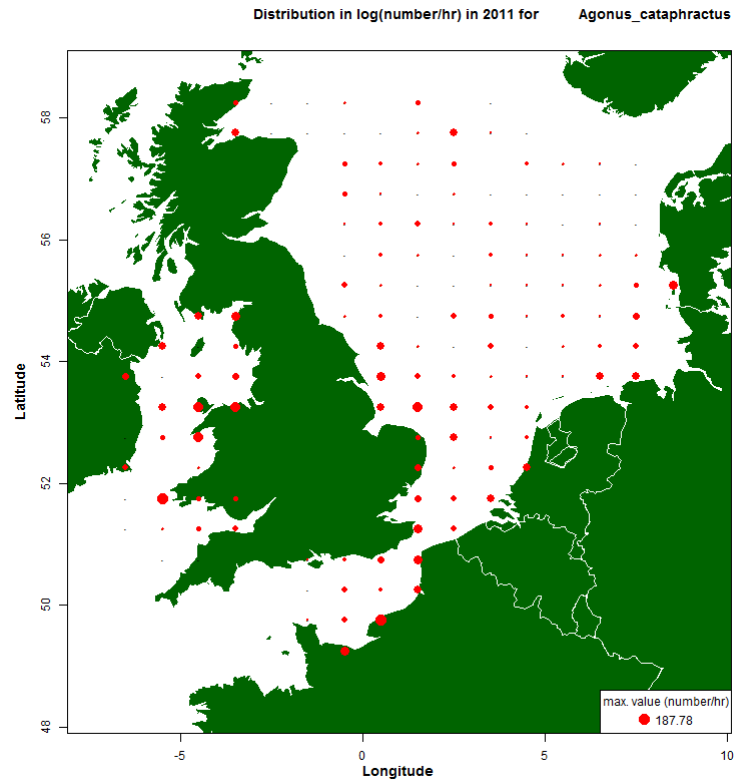 Distribution in log(number/hr) in 2011 for Agonus_cataphractus
58
56
54
52
50
48
Latitude
-5 0 5 10
Longitude
max. value (number/hr)
187.78